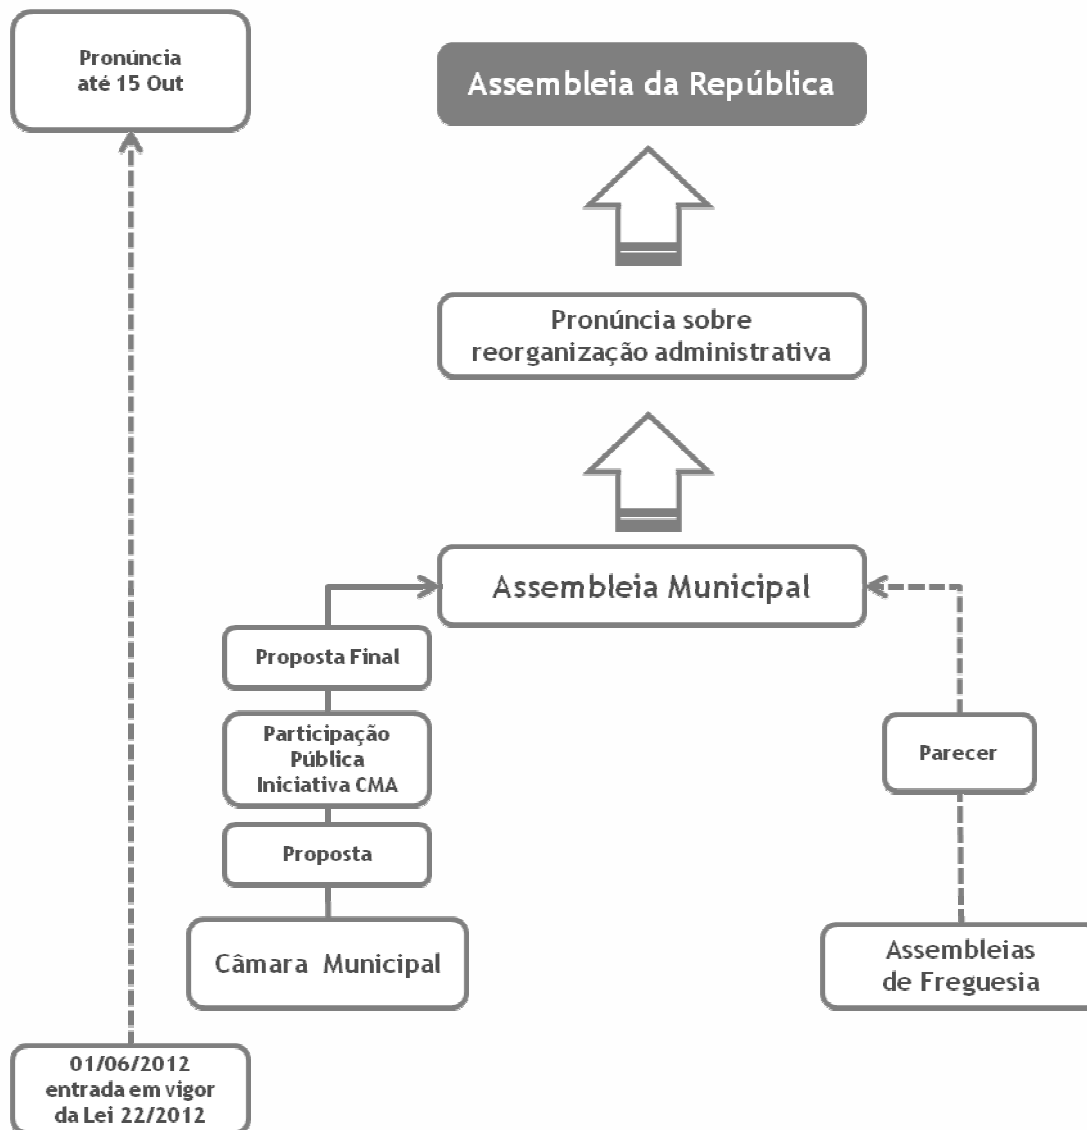 Pronúncia
até 15 Out
Assembleia da República
Pronúncia sobre
reorganização administrativa
Assembleia Municipal
Proposta Final
Participação
Pública
Iniciativa CMA
Parecer
Proposta
Câmara Municipal
Assembleias
de Freguesia
01/06/2012
entrada em vigor
da Lei 22/2012